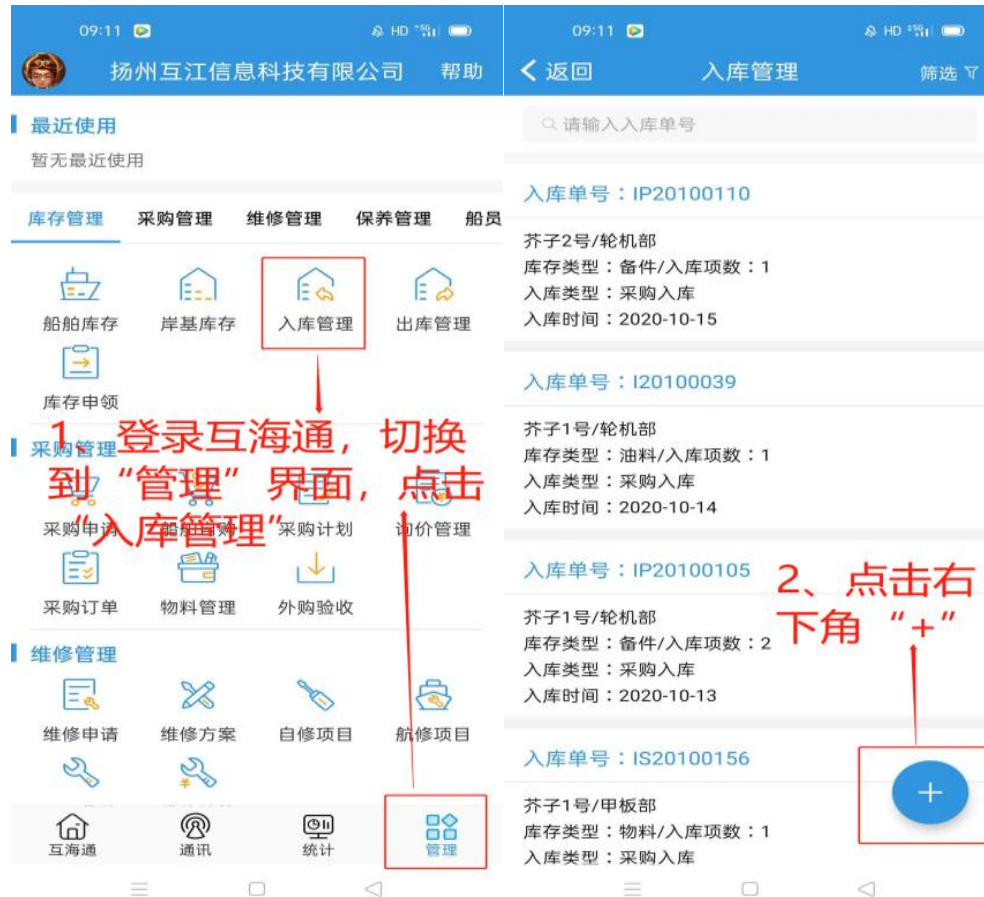 09:11
HD
扬州互江信息科技有限公司
帮助
最近使用
暂无最近使用
库存管理 采购管理 维修管理 保养管理 船员
船舶库存 岸基库存 入库管理 出库管理
库存申领
采购管理
1、登录互海通，切换
到“管理”界面，点击
“入库管理”
采购申请 采购计划 询价管理
采购订单 物料管理 外购验收
维修管理
维修申请 维修方案 自修项目 航修项目
互海通 通讯 统计 管理
09:11
HD
返回 入库管理 筛选
请输入入库单号
入库单号：IP20100110
芥子2号/轮机部
库存类型：备件/入库项数：1
入库类型：采购入库
入库时间：2020-10-15
入库单号：I20100039
芥子1号/轮机部
库存类型：油料/入库项数：1
入库类型：采购入库
入库时间：2020-10-14
入库单号：IP20100105
芥子1号/轮机部
库存类型：备件/入库项数：2
入库类型：采购入库
入库时间：2020-10-13
2、点击右
下角“+”
入库单号：IS20100156
芥子1号/甲板部
库存类型：物料/入库项数：1
入库类型：采购入库